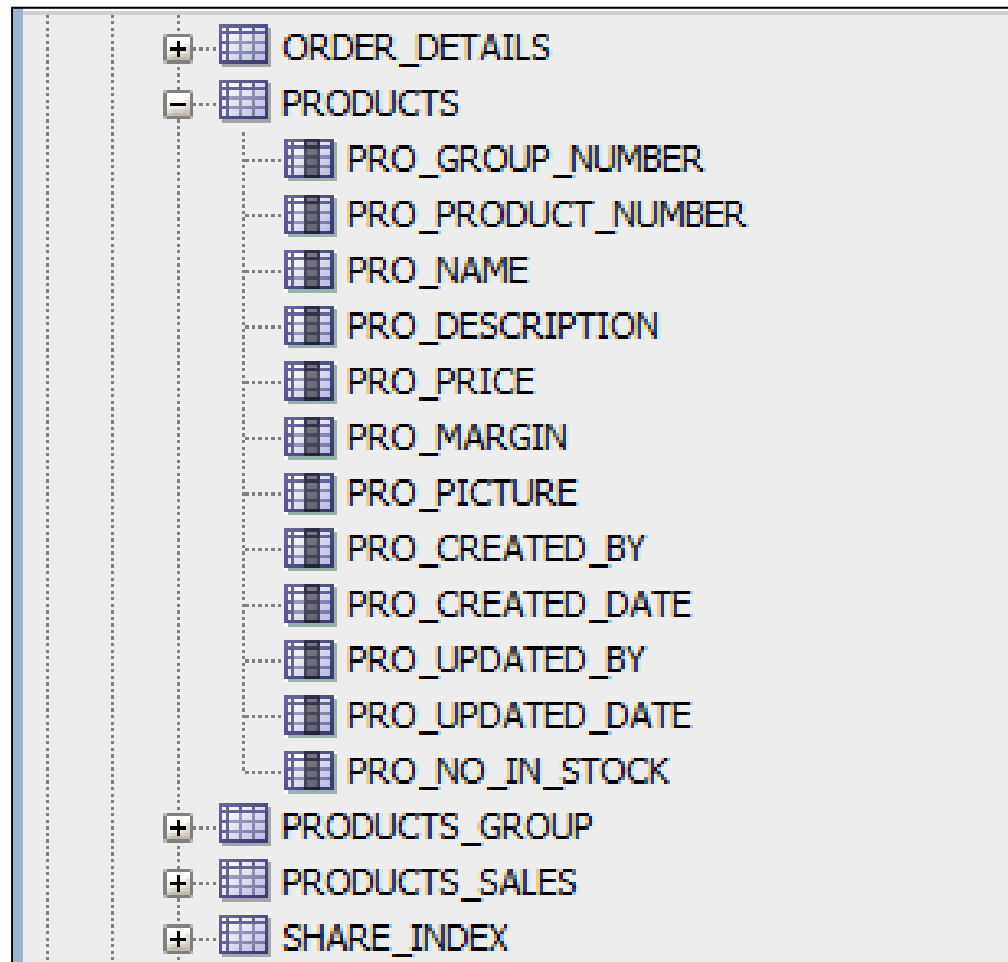 ORDER_DETAILS
PRODUCTS
PRO_GROUP_NUMBER
PRO_PRODUCT_NUMBER
PRO_NAME
PRO_DESCRIPTION
PRO_PRICE
PRO_MARGIN
PRO_PICTURE
PRO_CREATED_BY
PRO_CREATED_DATE
PRO_UPDATED_BY
PRO_UPDATED_DATE
PRO_NO_IN_STOCK
PRODUCTS_GROUP
PRODUCTS_SALES
SHARE_INDEX